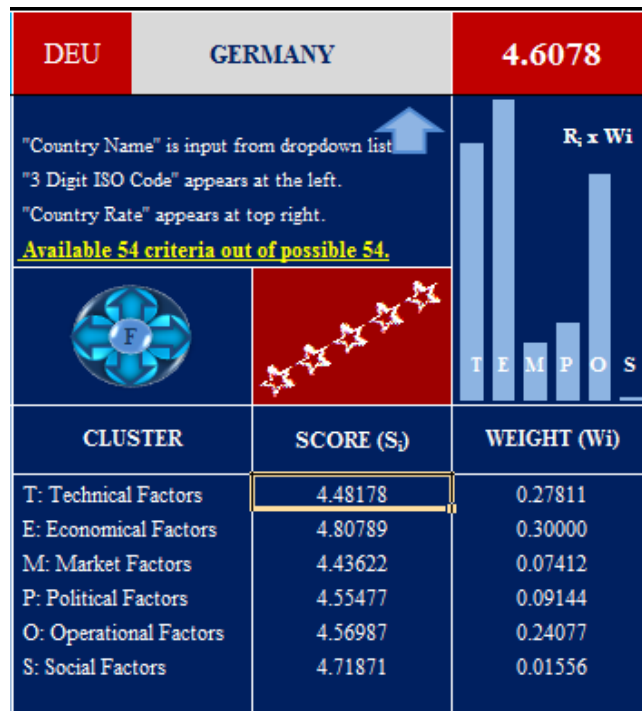 DEU GERMANY 4.6078
"Country Name" is input from dropdown list
"3 Digit ISO Code" appears at the left.
"Country Rate" appears at top right.
Available 54 criteria out of possible 54.
Ri x Wi
F
T E M P O S
CLUSTER SCORE (Si) WEIGHT (Wi)
T: Technical Factors 4.48178 0.27811
E: Economical Factors 4.80789 0.30000
M: Market Factors 4.43622 0.07412
P: Political Factors 4.55477 0.09144
O: Operational Factors 4.56987 0.24077
S: Social Factors 4.71871 0.01556